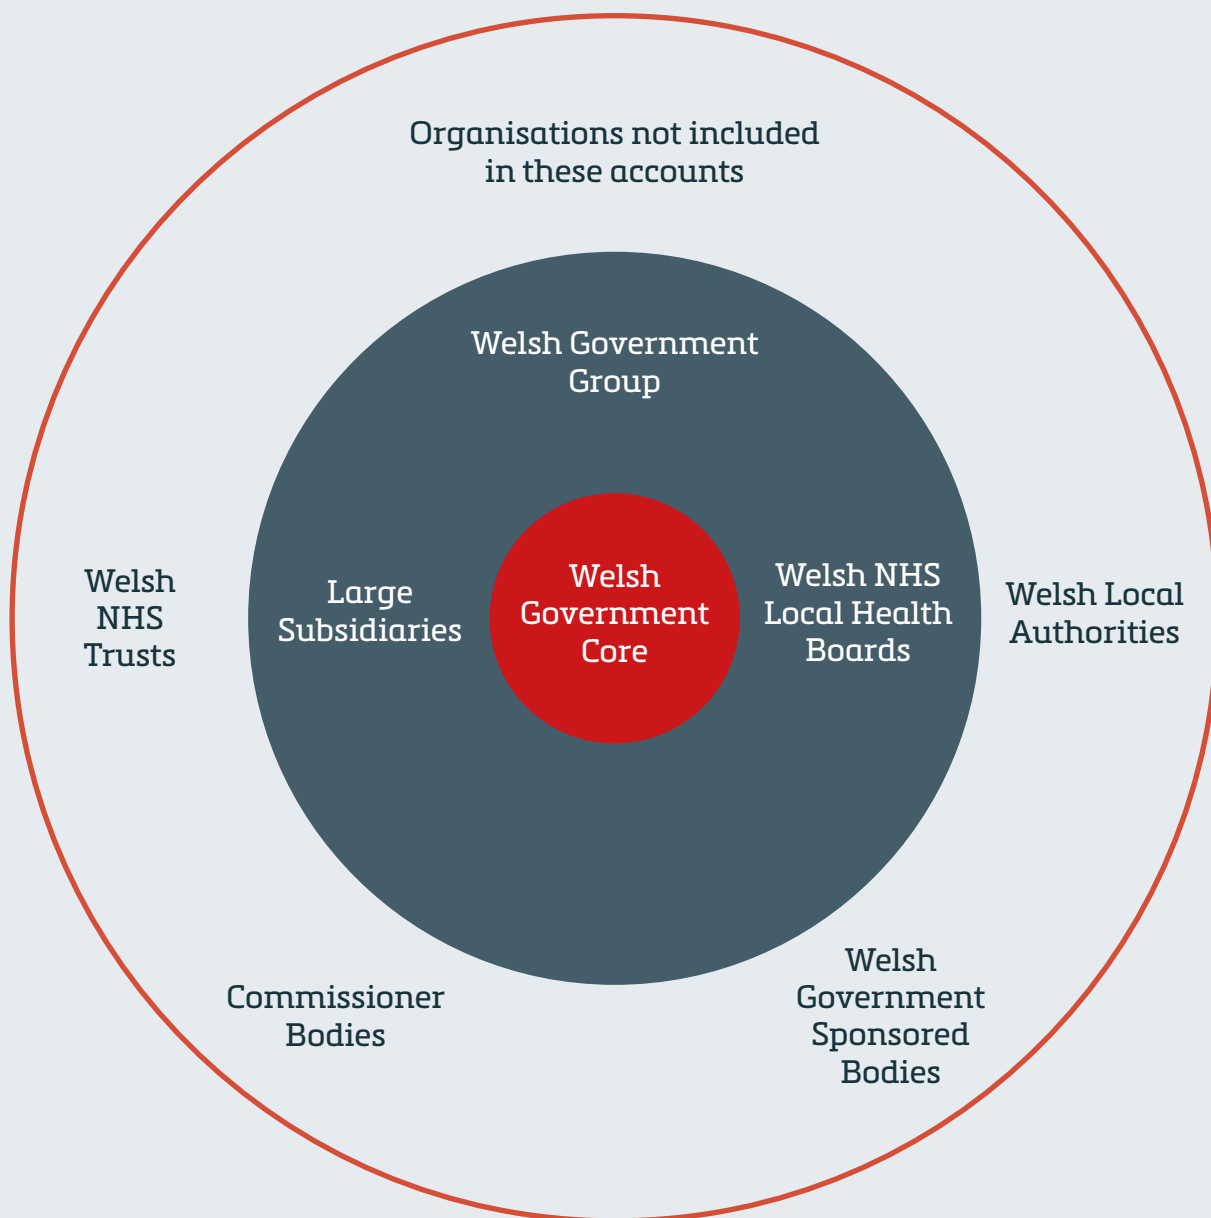 Organisations not included
in these accounts
Welsh Government
Group
Welsh
NHS
Trusts
Large
Subsidiaries
Welsh
Government
Core
Welsh NHS
Local Health
Boards
Welsh Local
Authorities
Commissioner
Bodies
Welsh
Government
Sponsored
Bodies